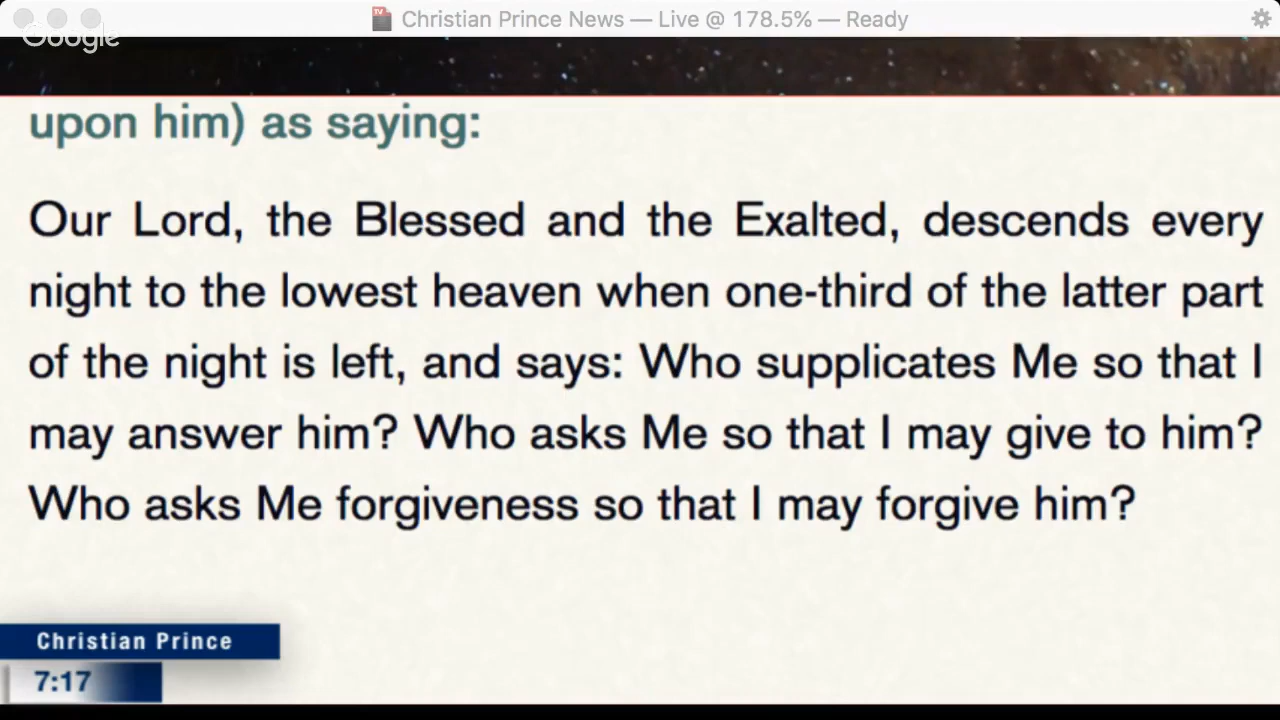 Christian Prince News — Live @ 178.5% — Ready
Google
upon him) as saying:
Our Lord, the Blessed and the Exalted, descends every
night to the lowest heaven when one-third of the latter part
of the night is left, and says: Who supplicates Me so that I
may answer him? Who asks Me so that I may give to him?
Who asks Me forgiveness so that I may forgive him?
Christian Prince
7:17